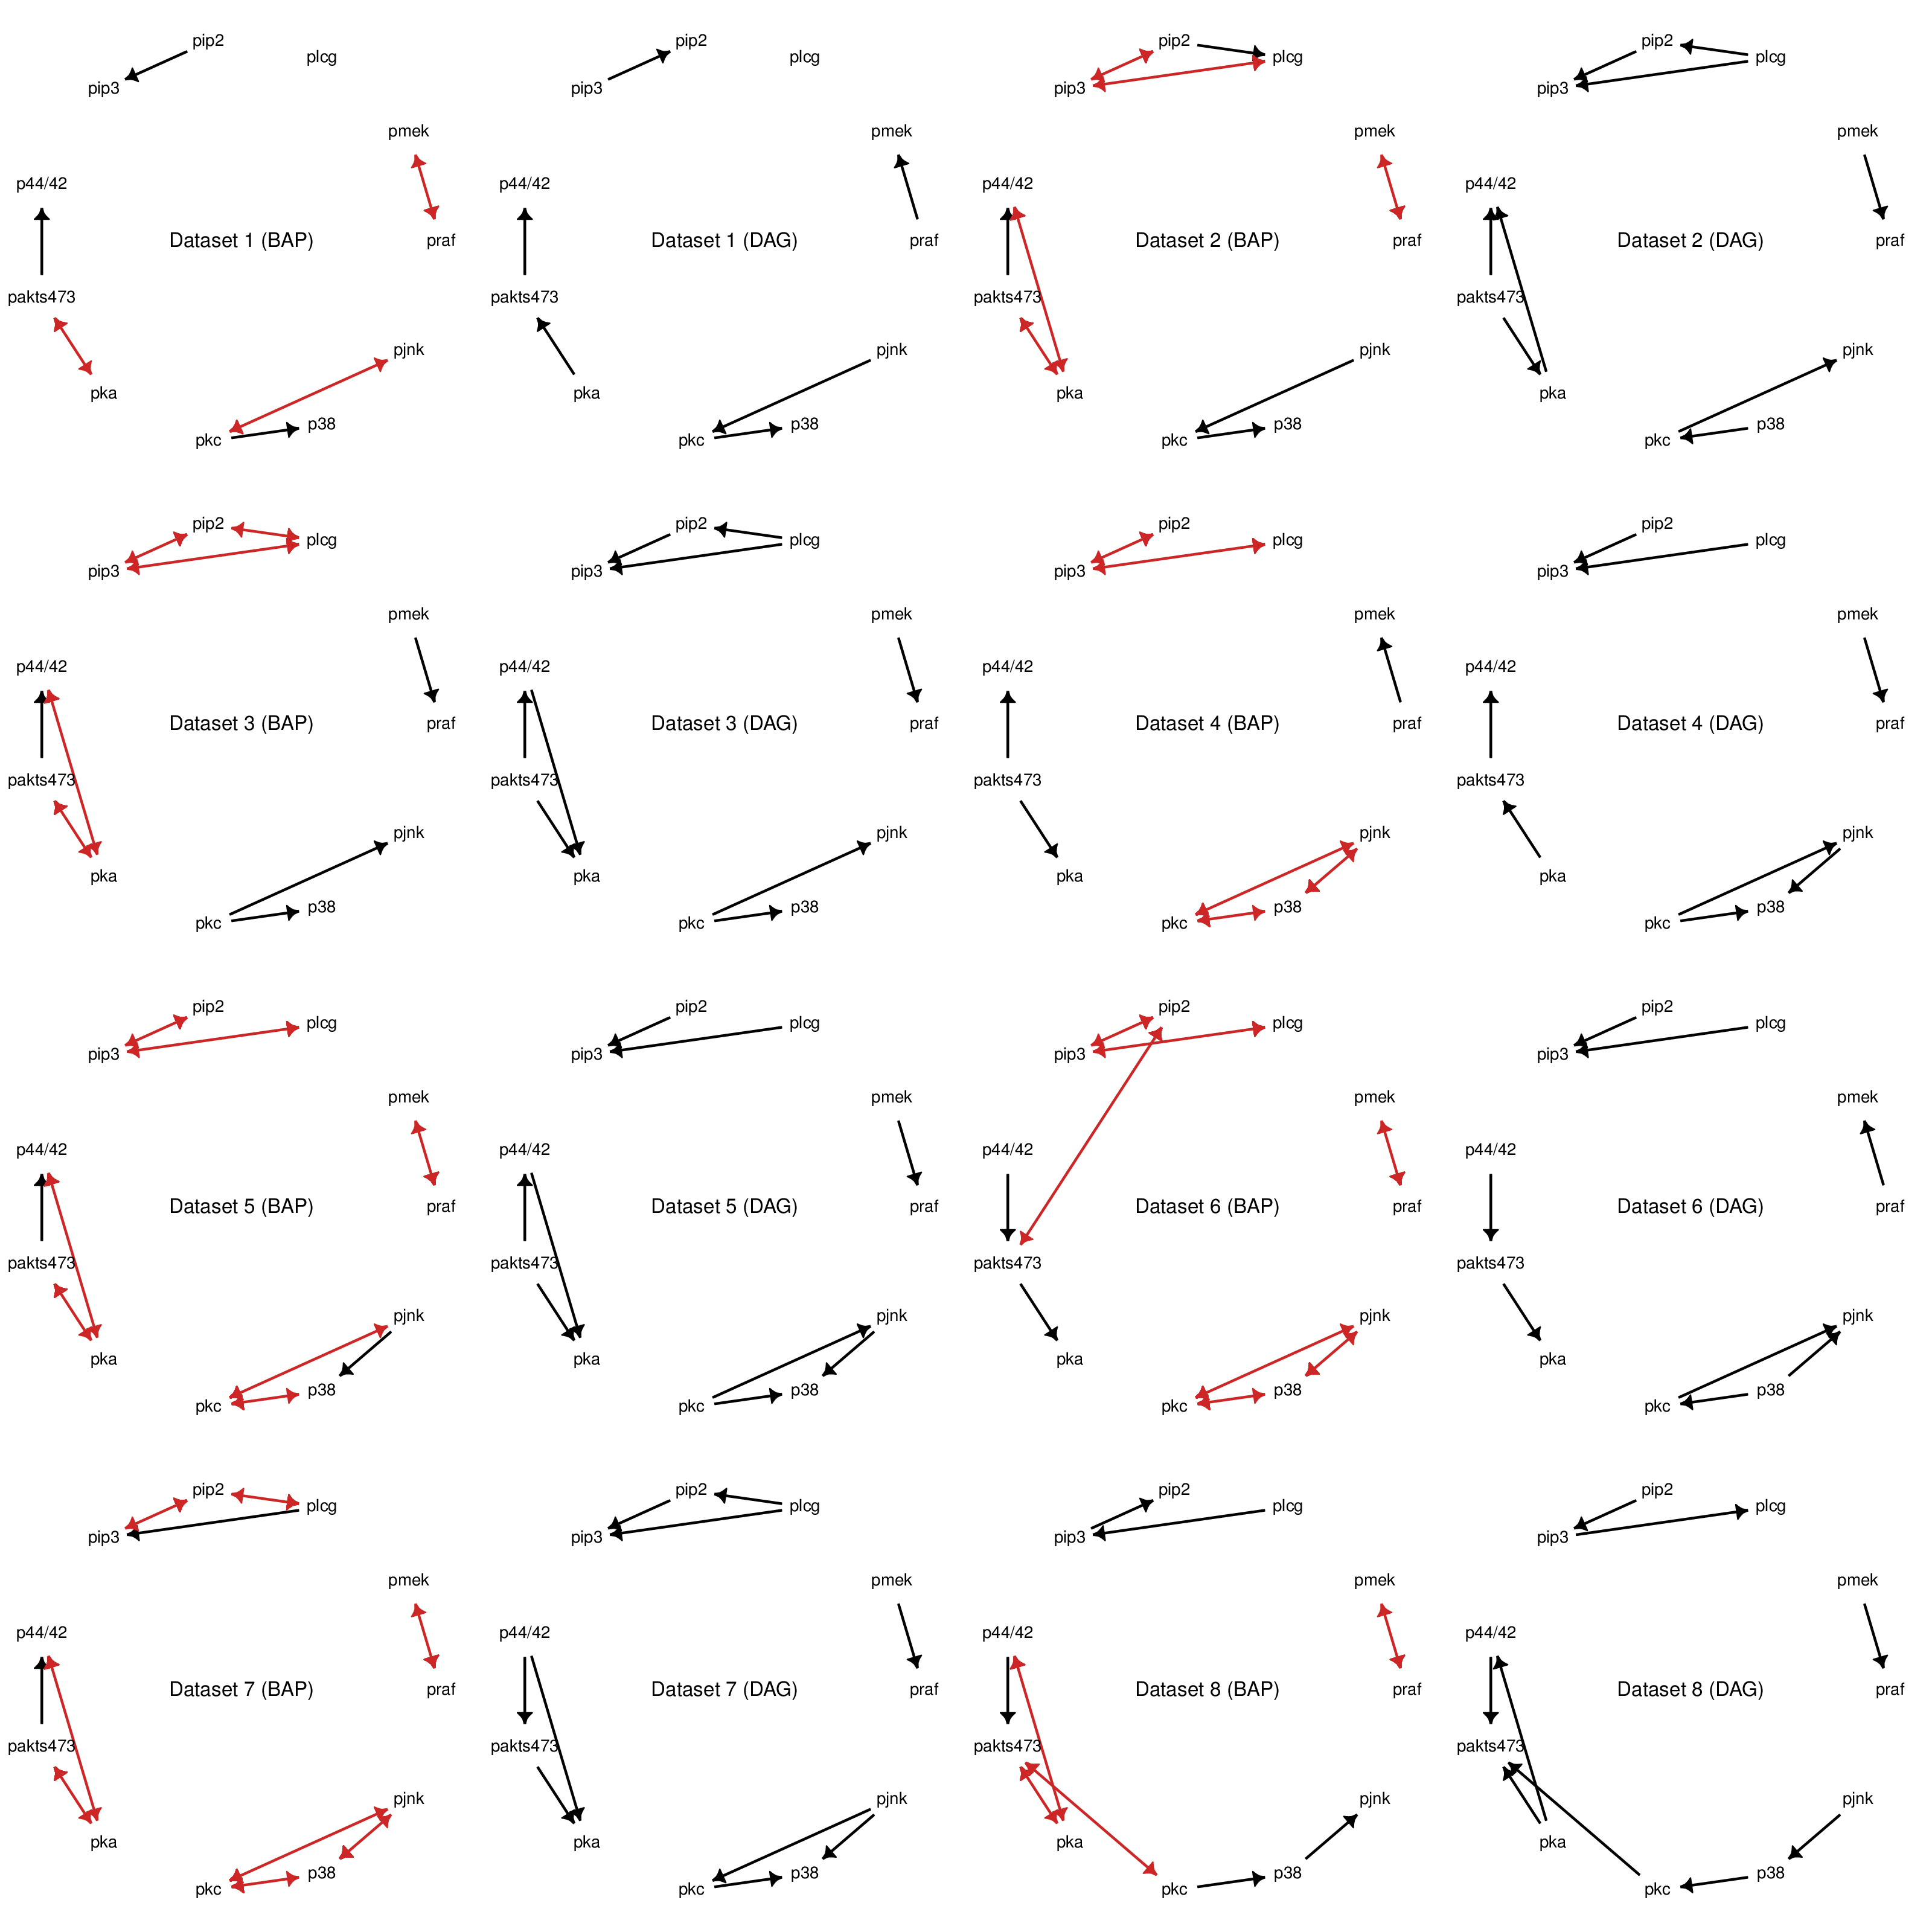 pip2
plcg
pip3
pmek
p44/42
praf
Dataset 1 (BAP)
pakts473
pjnk
pka
p38
pkc
pip2
plcg
pip3
pmek
p44/42
praf
Dataset 1 (DAG)
pakts473
pjnk
pka
p38
pkc
pip2
plcg
pip3
pmek
p44/42
praf
Dataset 2 (BAP)
pakts473
pjnk
pka
p38
pkc
pip2
plcg
pip3
pmek
p44/42
praf
Dataset 2 (DAG)
pakts473
pjnk
pka
p38
pkc
pip2
plcg
pip3
pmek
p44/42
praf
Dataset 3 (BAP)
pakts473
pjnk
pka
p38
pkc
pip2
plcg
pip3
pmek
p44/42
praf
Dataset 3 (DAG)
pakts473
pjnk
pka
p38
pkc
pip2
plcg
pip3
pmek
p44/42
praf
Dataset 4 (BAP)
pakts473
pjnk
pka
p38
pkc
pip2
plcg
pip3
pmek
p44/42
praf
Dataset 4 (DAG)
pakts473
pjnk
pka
p38
pkc
pip2
plcg
pip3
pmek
p44/42
praf
Dataset 5 (BAP)
pakts473
pjnk
pka
p38
pkc
pip2
plcg
pip3
pmek
p44/42
praf
Dataset 5 (DAG)
pakts473
pjnk
pka
p38
pkc
pip2
plcg
pip3
pmek
p44/42
praf
Dataset 6 (BAP)
pakts473
pjnk
pka
p38
pkc
pip2
plcg
pip3
pmek
p44/42
praf
Dataset 6 (DAG)
pakts473
pjnk
pka
p38
pkc
pip2
plcg
pip3
pmek
p44/42
praf
Dataset 7 (BAP)
pakts473
pjnk
pka
p38
pkc
pip2
plcg
pip3
pmek
p44/42
praf
Dataset 7 (DAG)
pakts473
pjnk
pka
p38
pkc
pip2
plcg
pip3
pmek
p44/42
praf
Dataset 8 (BAP)
pakts473
pjnk
pka
p38
pkc
pip2
plcg
pip3
pmek
p44/42
praf
Dataset 8 (DAG)
pakts473
pjnk
pka
p38
pkc